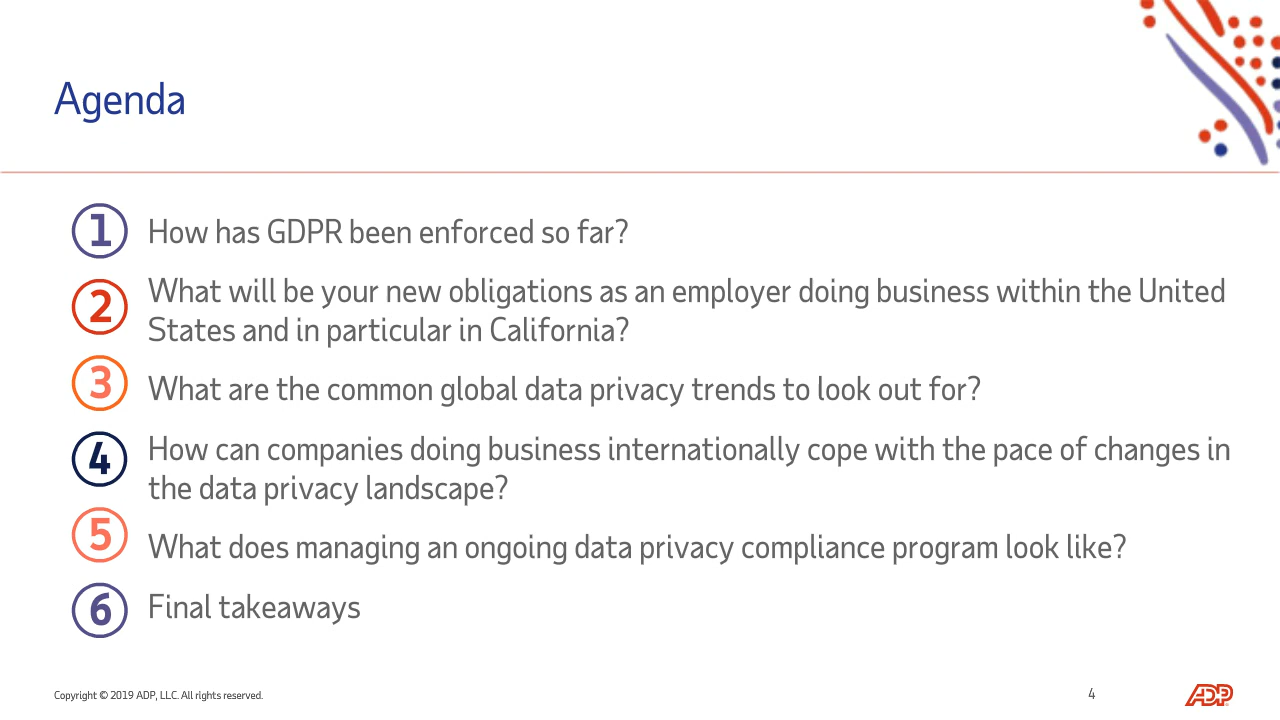 Agenda
1 How has GDPR been enforced so far?
2 What will be your new obligations as an employer doing business within the United
States and in particular in California?
3 What are the common global data privacy trends to look out for?
4 How can companies doing business internationally cope with the pace of changes in
the data privacy landscape?
5 What does managing an ongoing data privacy compliance program look like?
6 Final takeaways
Copyright © 2019 ADP, LLC. All rights reserved.
4
ADP